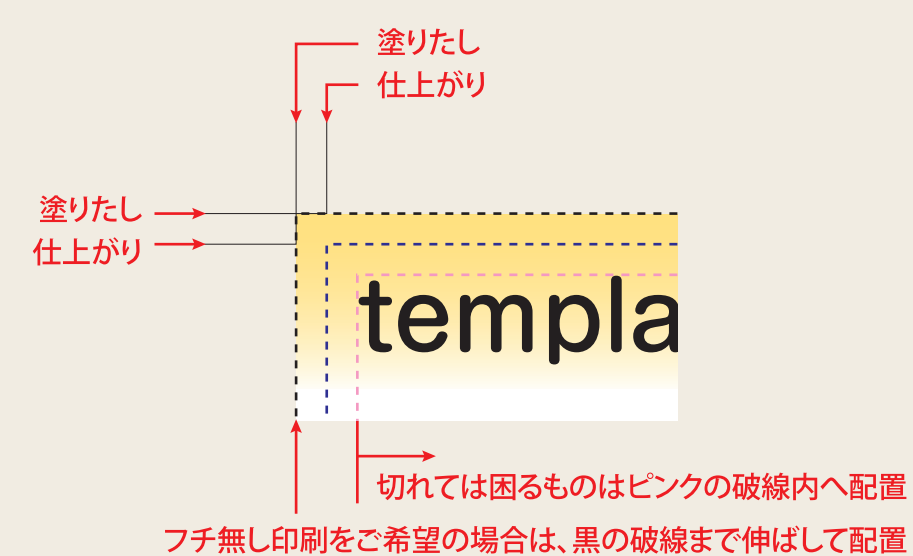 塗りたし
仕上がり
塗りたし
仕上がり
templa
切れては困るものはピンクの破線内へ配置
フチ無し印刷をご希望の場合は、黒の破線まで伸ばして配置